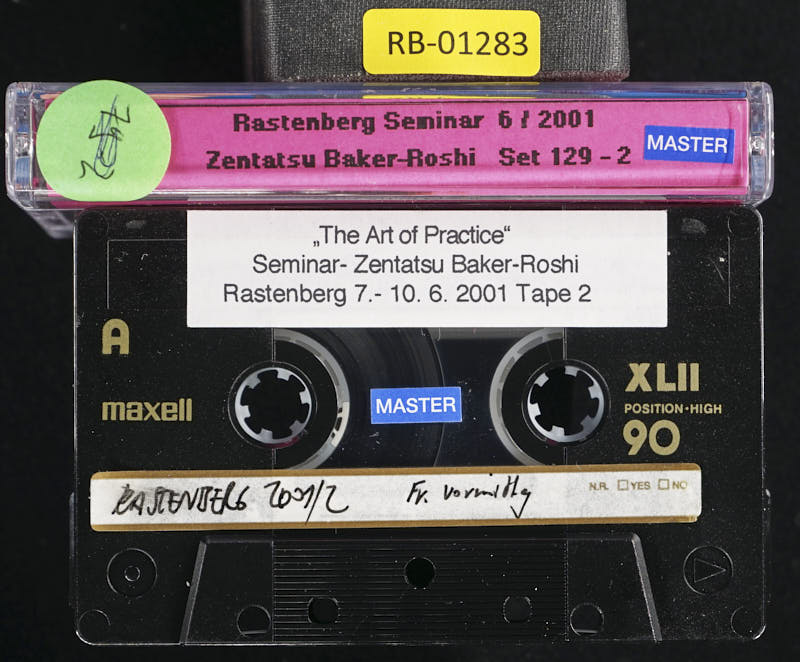 RB-01283
Rastenberg Seminar 6 / 2001
Zentatsu Baker-Roshi Set 129 - 2
MASTER
„The Art of Practice“
Seminar- Zentatsu Baker-Roshi
Rastenberg 7.- 10. 6. 2001 Tape 2
A
maxell
MASTER
XLII
POSITION·HIGH
90
RASTENBERG 2001/2 Fr. vormittg
N.R. YES NO